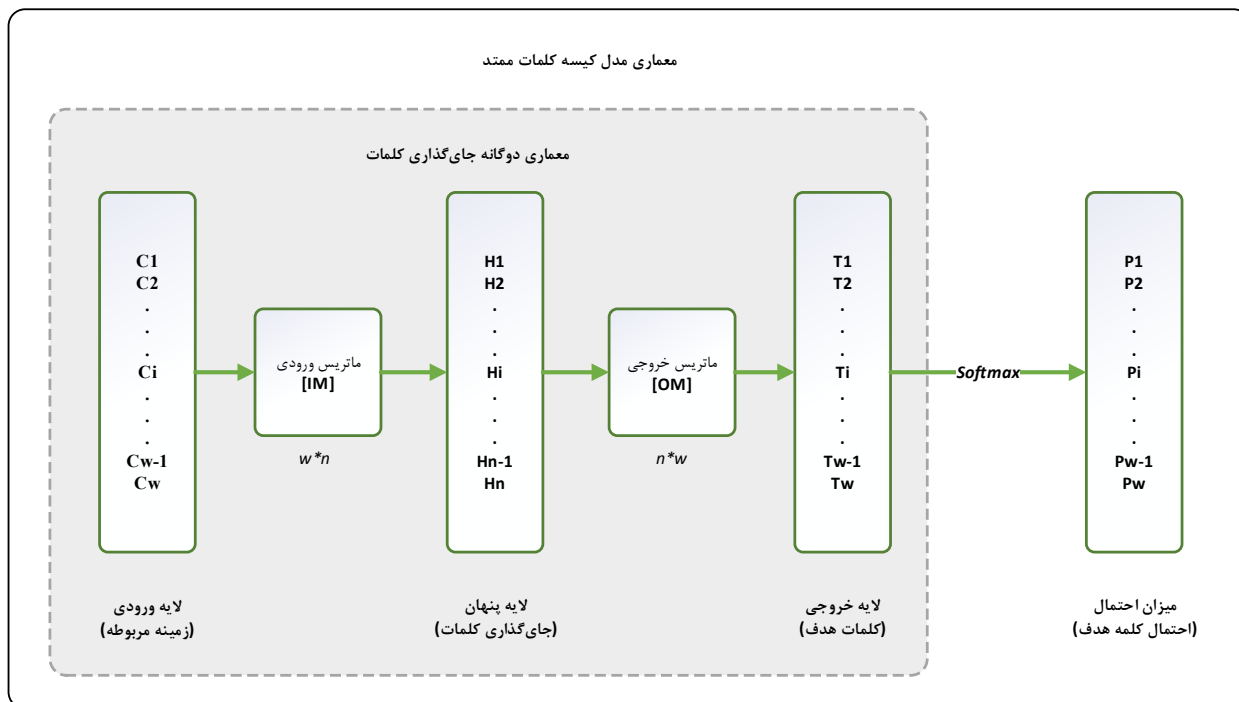 معماری مدل کیسه کلمات ممتد
معماری دوگانه جای‌گذاری کلمات
C1
C2
.
.
.
Ci
.
.
.
Cw-1
Cw
ماتریس ورودی
[IM]
w*n
H1
H2
.
.
.
Hi
.
.
.
Hn-1
Hn
ماتریس خروجی
[OM]
n*w
T1
T2
.
.
.
Ti
.
.
.
Tw-1
Tw
Softmax
P1
P2
.
.
.
Pi
.
.
.
Pw-1
Pw
لایه ورودی
(زمینه مربوطه)
لایه پنهان
(جای‌گذاری کلمات)
لایه خروجی
(کلمات هدف)
میزان احتمال
(احتمال کلمه هدف)